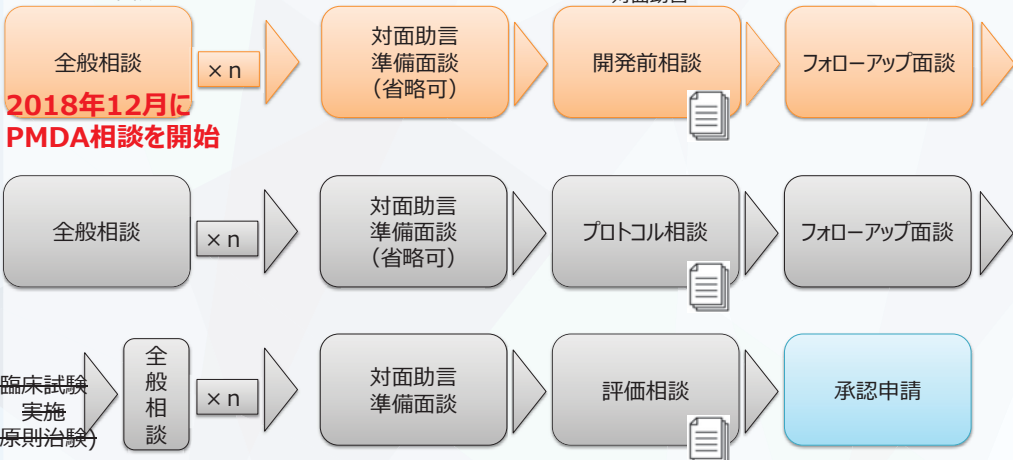 対面助言
全般相談
×n
対面助言
準備面談
（省略可）
開発前相談
フォローアップ面談
2018年12月に
PMDA相談を開始
全般相談
×n
対面助言
準備面談
（省略可）
プロトコル相談
フォローアップ面談
臨床試験
実施
原則治験)
全
般
相
談
×n
対面助言
準備面談
評価相談
承認申請